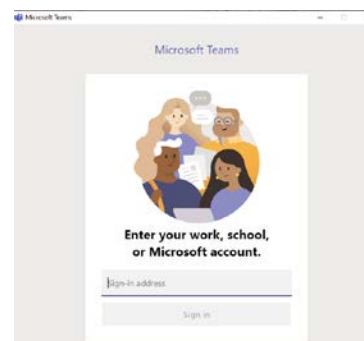 Microsoft Teams
Microsoft Teams
Enter your work, school,
or Microsoft account.
Sign-in address
Sign in